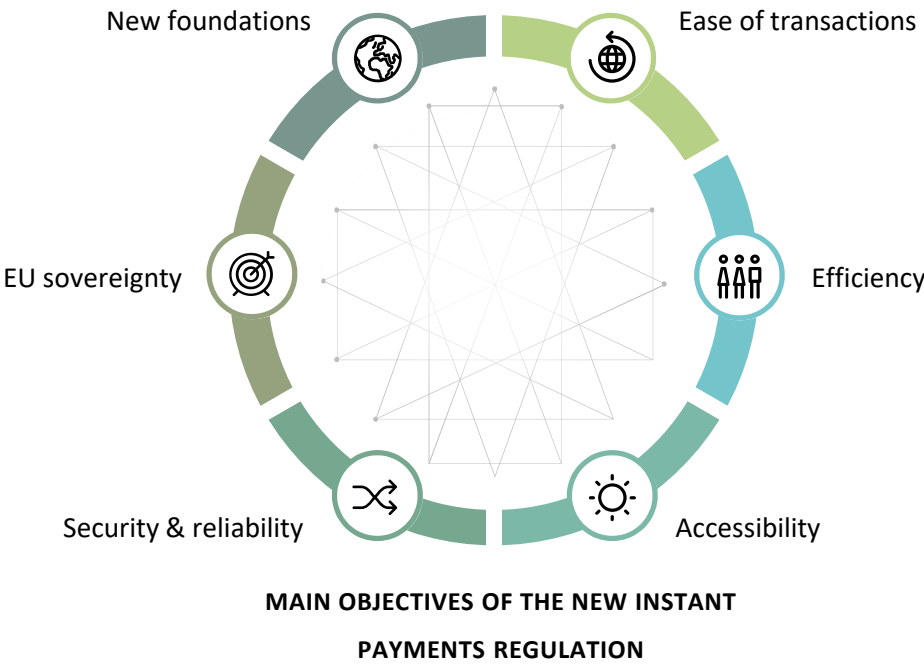 New foundations
Ease of transactions
EU sovereignty
Efficiency
Security & reliability
Accessibility
MAIN OBJECTIVES OF THE NEW INSTANT
PAYMENTS REGULATION